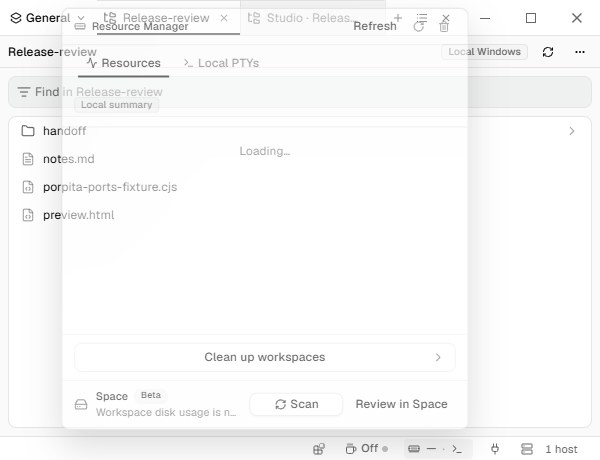 General
Release-review
Studio · Releas...
Resource Manager
Refresh
Release-review
Local Windows
Resources
Local PTYs
Find in Release-review
Local summary
handoff
Loading...
notes.md
porpita-ports-fixture.cjs
preview.html
Clean up workspaces
Space
Beta
Workspace disk usage is n...
Scan
Review in Space
Off
1 host